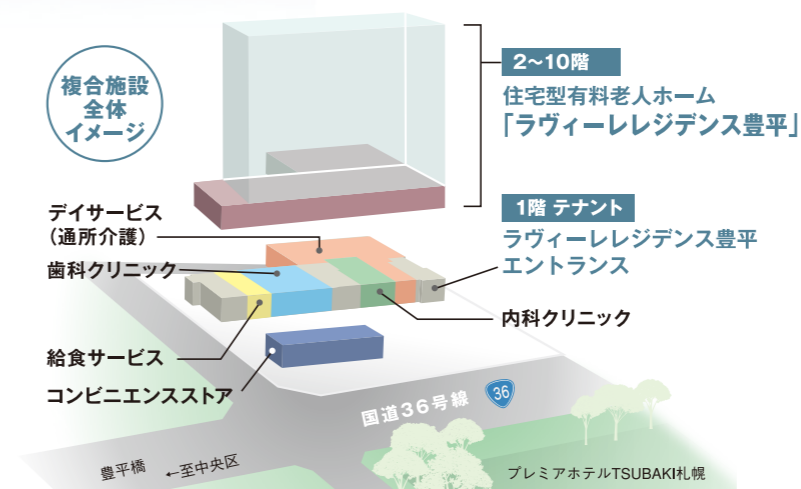 複合施設
全体
イメージ
2〜10階
住宅型有料老人ホーム
「ラヴィーレレジデンス豊平」
1階 テナント
ラヴィーレレジデンス豊平
エントランス
デイサービス
（通所介護）
歯科クリニック
内科クリニック
給食サービス
コンビニエンスストア
国道36号線
36
豊平橋 ←至中央区
プレミアホテルTSUBAKI札幌